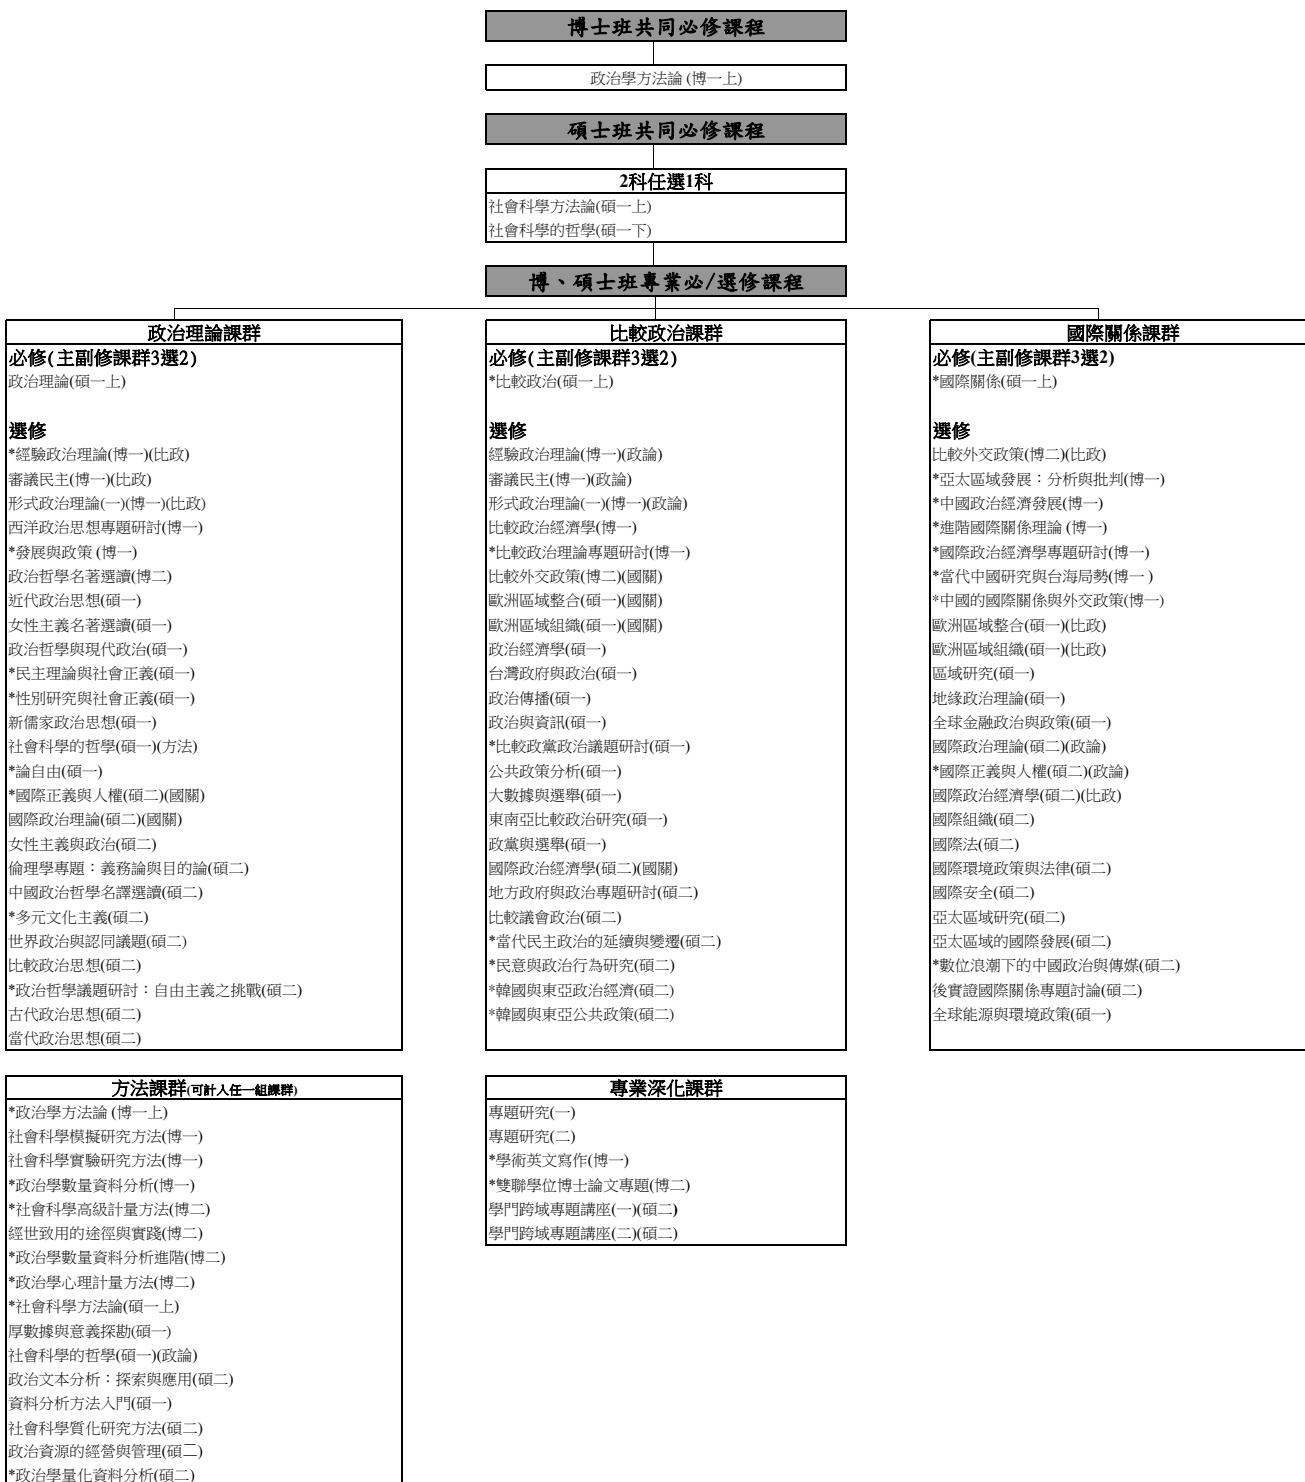 博士班共同必修課程
政治學方法論 (博一上)
碩士班共同必修課程
2科任選1科
社會科學方法論(碩一上)
社會科學的哲學(碩一下)
博、碩士班專業必/選修課程
政治理論課群
必修(主副修課群3選2)
政治理論(碩一上)
選修
*經驗政治理論(博一)(比政)
審議民主(博一)(比政)
形式政治理論(一)(博一)(比政)
西洋政治思想專題研討(博一)
*發展與政策 (博一)
政治哲學名著選讀(博二)
近代政治思想(碩一)
女性主義名著選讀(碩一)
政治哲學與現代政治(碩一)
*民主理論與社會正義(碩一)
*性別研究與社會正義(碩一)
新儒家政治思想(碩一)
社會科學的哲學(碩一)(方法)
*論自由(碩一)
*國際正義與人權(碩二)(國關)
國際政治理論(碩二)(國關)
女性主義與政治(碩二)
倫理學專題：義務論與目的論(碩二)
中國政治哲學名譯選讀(碩二)
*多元文化主義(碩二)
世界政治與認同議題(碩二)
比較政治思想(碩二)
*政治哲學議題研討：自由主義之挑戰(碩二)
古代政治思想(碩二)
當代政治思想(碩二)
比較政治課群
必修(主副修課群3選2)
*比較政治(碩一上)
選修
經驗政治理論(博一)(政論)
審議民主(博一)(政論)
形式政治理論(一)(博一)(政論)
比較政治經濟學(博一)
*比較政治理論專題研討(博一)
比較外交政策(博二)(國關)
歐洲區域整合(碩一)(國關)
歐洲區域組織(碩一)(國關)
政治經濟學(碩一)
台灣政府與政治(碩一)
政治傳播(碩一)
政治與資訊(碩一)
*比較政黨政治議題研討(碩一)
公共政策分析(碩一)
大數據與選舉(碩一)
東南亞比較政治研究(碩一)
政黨與選舉(碩一)
國際政治經濟學(碩二)(國關)
地方政府與政治專題研討(碩二)
比較議會政治(碩二)
*當代民主政治的延續與變遷(碩二)
*民意與政治行為研究(碩二)
*韓國與東亞政治經濟(碩二)
*韓國與東亞公共政策(碩二)
國際關係課群
必修(主副修課群3選2)
*國際關係(碩一上)
選修
比較外交政策(博二)(比政)
*亞太區域發展：分析與批判(博一)
*中國政治經濟發展(博一)
*進階國際關係理論 (博一)
*國際政治經濟學專題研討(博一)
*當代中國研究與台海局勢(博一 )
*中國的國際關係與外交政策(博一)
歐洲區域整合(碩一)(比政)
歐洲區域組織(碩一)(比政)
區域研究(碩一)
地緣政治理論(碩一)
全球金融政治與政策(碩一)
國際政治理論(碩二)(政論)
*國際正義與人權(碩二)(政論)
國際政治經濟學(碩二)(比政)
國際組織(碩二)
國際法(碩二)
國際環境政策與法律(碩二)
國際安全(碩二)
亞太區域研究(碩二)
亞太區域的國際發展(碩二)
*數位浪潮下的中國政治與傳媒(碩二)
後實證國際關係專題討論(碩二)
全球能源與環境政策(碩一)
方法課群(可計入任一組課群)
*政治學方法論 (博一上)
社會科學模擬研究方法(博一)
社會科學實驗研究方法(博一)
*政治學數量資料分析(博一)
*社會科學高級計量方法(博二)
經世致用的途徑與實踐(博二)
*政治學數量資料分析進階(博二)
*政治學心理計量方法(博二)
*社會科學方法論(碩一上)
厚數據與意義探勘(碩一)
社會科學的哲學(碩一)(政論)
政治文本分析：探索與應用(碩二)
資料分析方法入門(碩一)
社會科學質化研究方法(碩二)
政治資源的經營與管理(碩二)
*政治學量化資料分析(碩二)
專業深化課群
專題研究(一)
專題研究(二)
*學術英文寫作(博一)
*雙聯學位博士論文專題(博二)
學門跨域專題講座(一)(碩二)
學門跨域專題講座(二)(碩二)